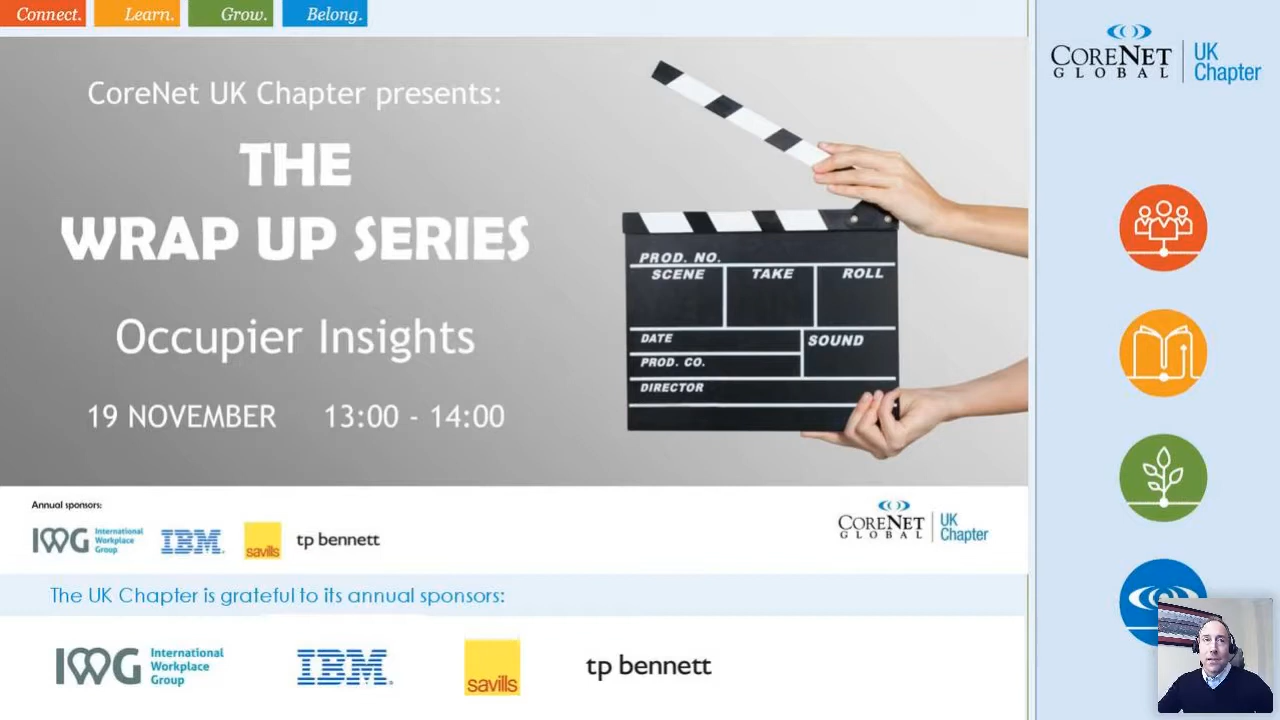 Connect.
Learn.
Grow.
Belong.
CoreNet UK Chapter presents:
THE
WRAP UP SERIES
Occupier Insights
19 NOVEMBER 13:00 - 14:00
PROD. NO.
SCENE TAKE ROLL
DATE
SOUND
PROD. CO.
DIRECTOR
Annual sponsors:
IWG International
Workplace
Group
IBM
savills
tp bennett
CORENET
GLOBAL
UK
Chapter
The UK Chapter is grateful to its annual sponsors:
IWG International
Workplace
Group
IBM
savills
tp bennett
CORENET
GLOBAL
UK
Chapter